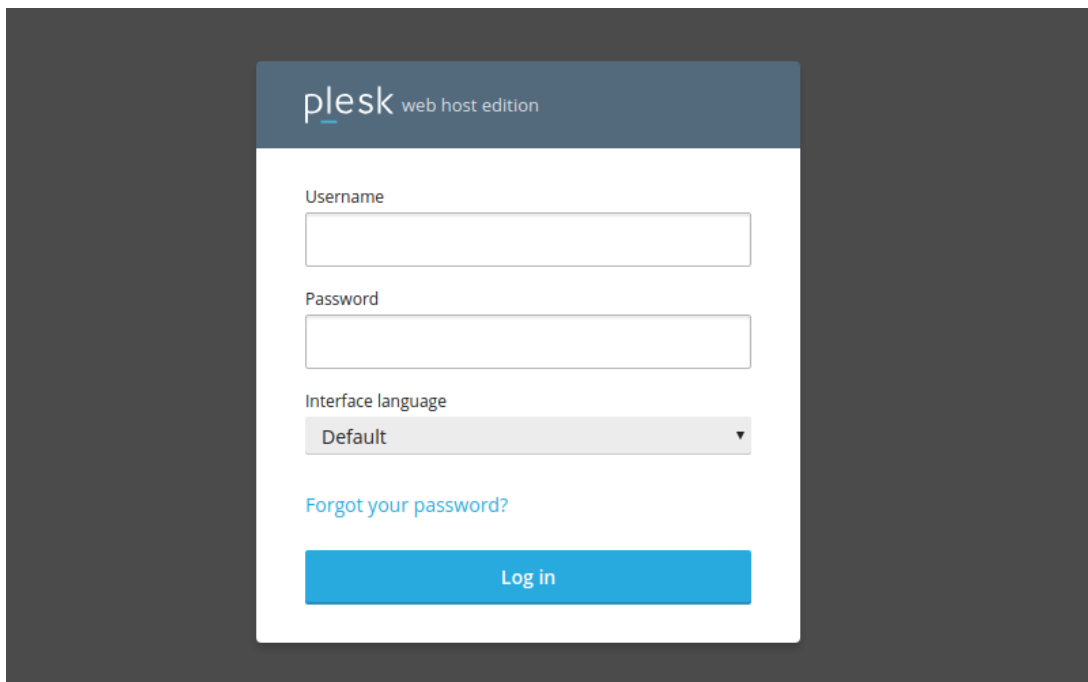 plesk web host edition
Username
Password
Interface language
Default
Forgot your password?
Log in